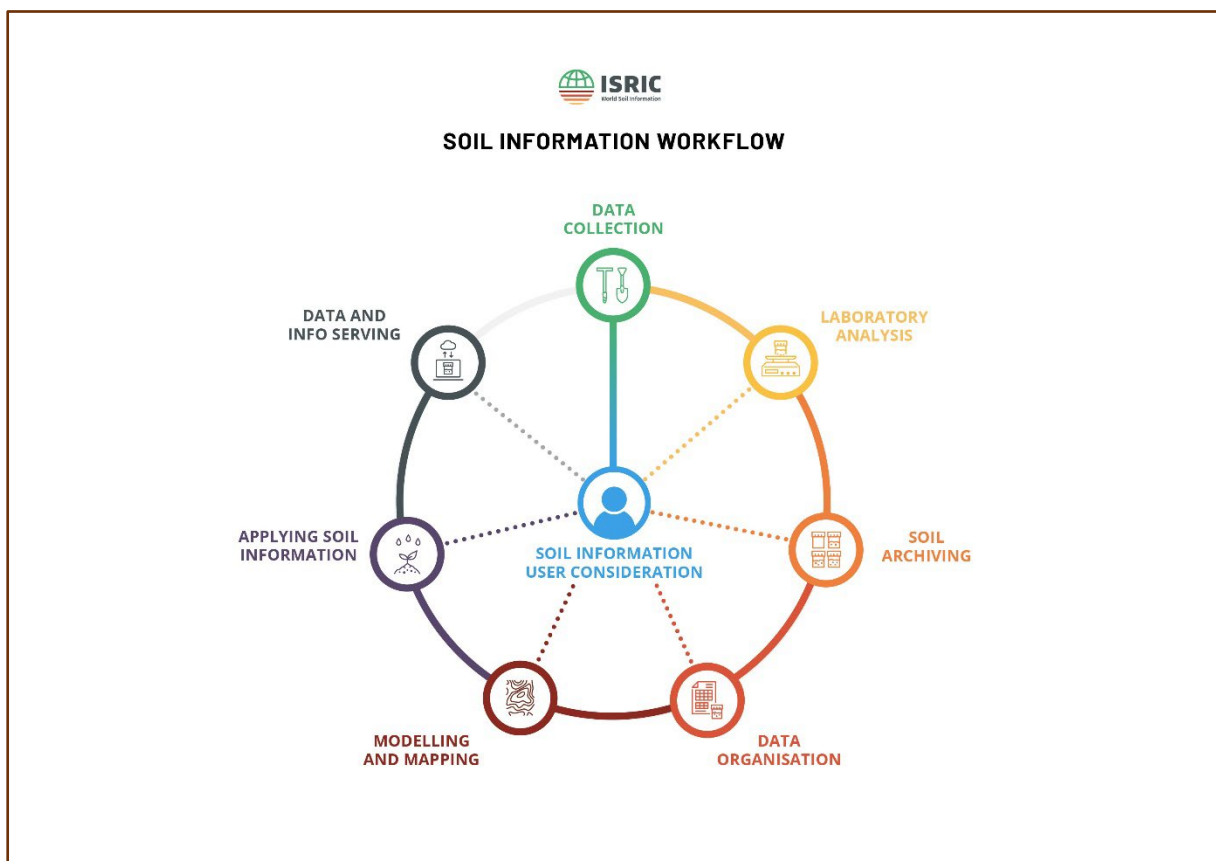 ISRIC
World Soil Information
SOIL INFORMATION WORKFLOW
DATA
COLLECTION
LABORATORY
ANALYSIS
SOIL
ARCHIVING
DATA
ORGANISATION
MODELLING
AND MAPPING
APPLYING SOIL
INFORMATION
DATA AND
INFO SERVING
SOIL INFORMATION
USER CONSIDERATION